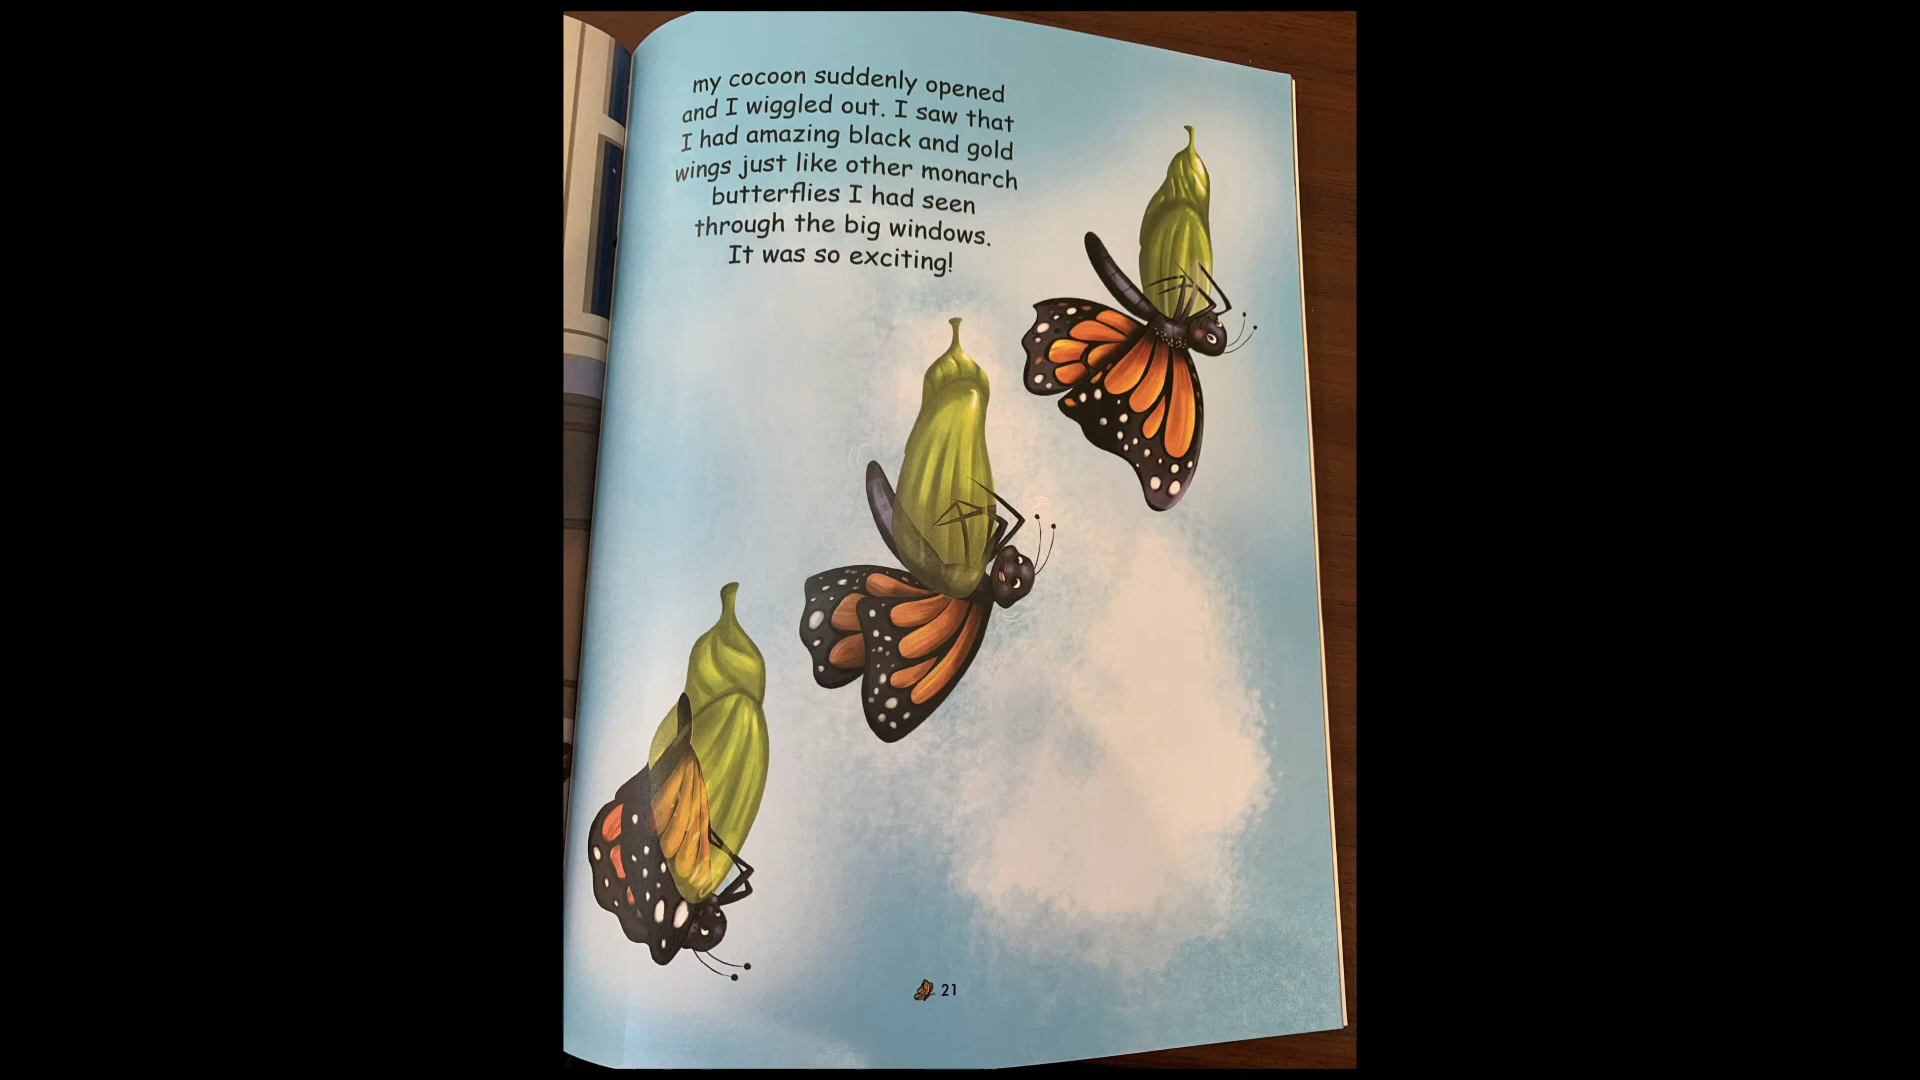 my cocoon suddenly opened
and I wiggled out. I saw that
I had amazing black and gold
wings just like other monarch
butterflies I had seen
through the big windows.
It was so exciting!
21